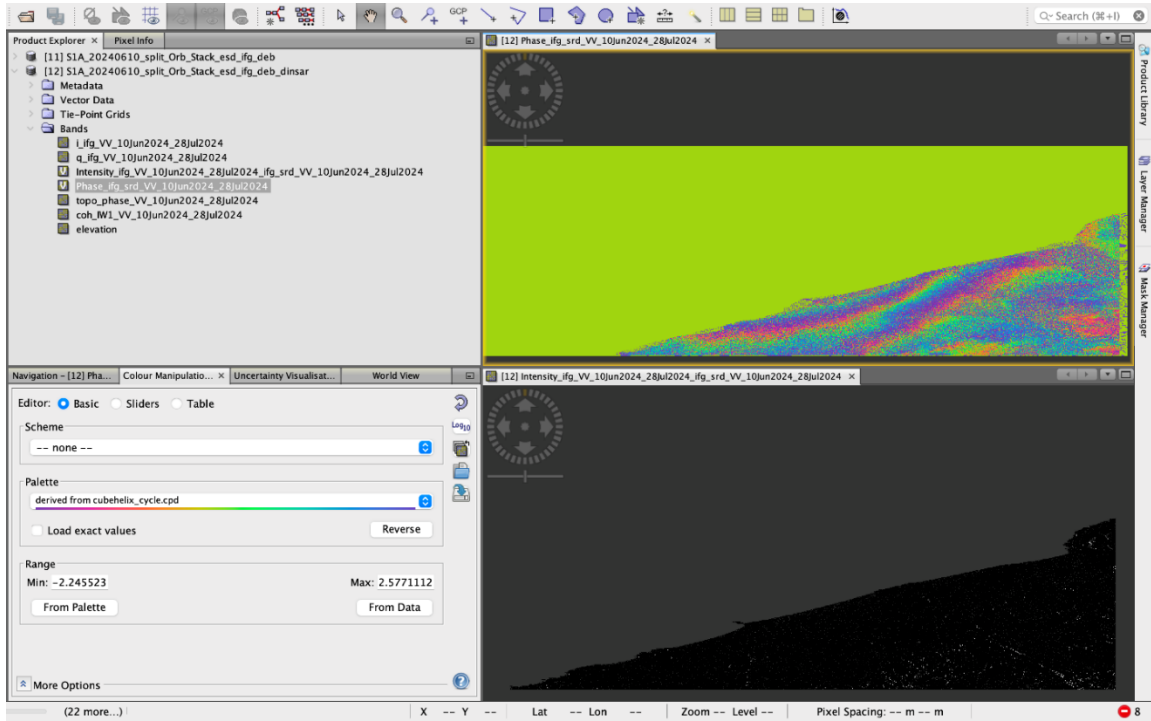 GCP
Search (⌘+I)
Product Explorer × Pixel Info
[11] S1A_20240610_split_Orb_Stack_esd_ifg_deb
[12] S1A_20240610_split_Orb_Stack_esd_ifg_deb_dinsar
Metadata
Vector Data
Tie-Point Grids
Bands
i_ifg_VV_10Jun2024_28Jul2024
q_ifg_VV_10Jun2024_28Jul2024
Intensity_ifg_VV_10Jun2024_28Jul2024_ifg_srd_VV_10Jun2024_28Jul2024
Phase_ifg_srd_VV_10Jun2024_28Jul2024
topo_phase_VV_10Jun2024_28Jul2024
coh_IW1_VV_10Jun2024_28Jul2024
elevation
[12] Phase_ifg_srd_VV_10Jun2024_28Jul2024 ×
Product Library
Layer Manager
Mask Manager
Navigation – [12] Pha... Colour Manipulatio... × Uncertainty Visualisat... World View
Editor: Basic Sliders Table
Scheme
-- none --
Palette
derived from cubehelix_cycle.cpd
Load exact values Reverse
Range
Min: -2.245523 Max: 2.5771112
From Palette From Data
More Options
Log10
[12] Intensity_ifg_VV_10Jun2024_28Jul2024_ifg_srd_VV_10Jun2024_28Jul2024 ×
(22 more...) X -- Y -- Lat -- Lon -- Zoom -- Level -- Pixel Spacing: -- m -- m 8